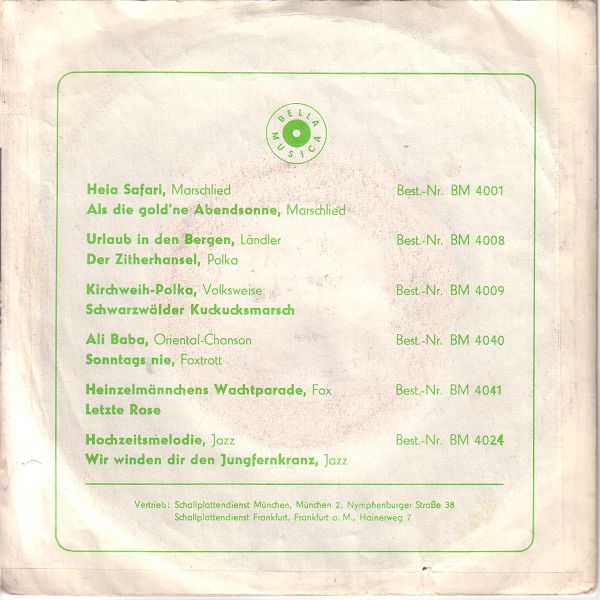 BELLA MUSICA
Heia Safari, Marschlied Best.-Nr. BM 4001
Als die gold'ne Abendsonne, Marschlied
Urlaub in den Bergen, Ländler Best.-Nr. BM 4008
Der Zitherhansel, Polka
Kirchweih-Polka, Volksweise Best.-Nr. BM 4009
Schwarzwälder Kuckucksmarsch
Ali Baba, Oriental-Chanson Best.-Nr. BM 4040
Sonntags nie, Foxtrott
Heinzelmännchens Wachtparade, Fox Best.-Nr. BM 4041
Letzte Rose
Hochzeitsmelodie, Jazz Best.-Nr. BM 4024
Wir winden dir den Jungfernkranz, Jazz
Vertrieb: Schallplattendienst München, München 2, Nymphenburger Straße 38
Schallplattendienst Frankfurt, Frankfurt a. M., Hainerweg 7